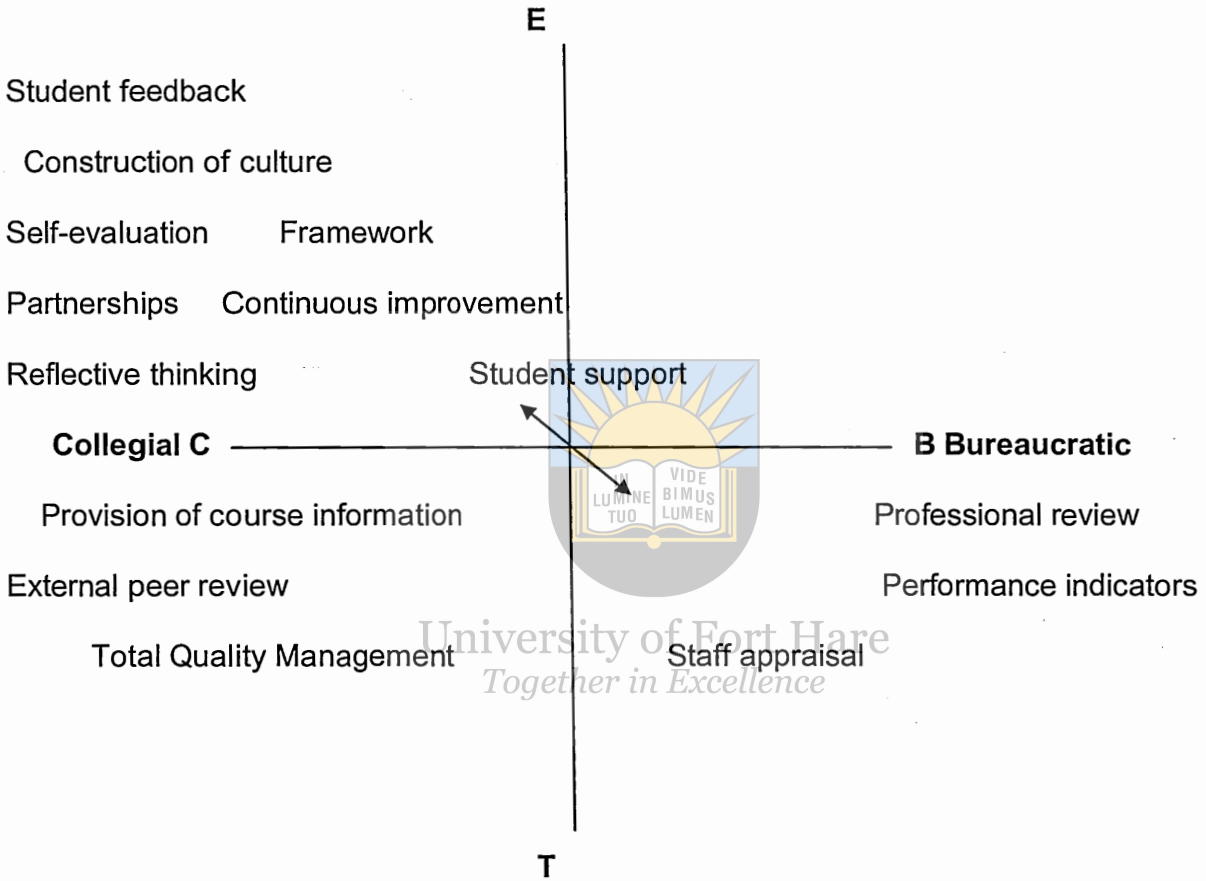 E
Student feedback
Construction of culture
Self-evaluation Framework
Partnerships Continuous improvement
Reflective thinking Student support
Collegial C B Bureaucratic
IN
LUMINE
TUO
VIDE
BIMUS
LUMEN
Provision of course information Professional review
External peer review Performance indicators
University of Fort Hare
Total Quality Management Staff appraisal
Together in Excellence
T